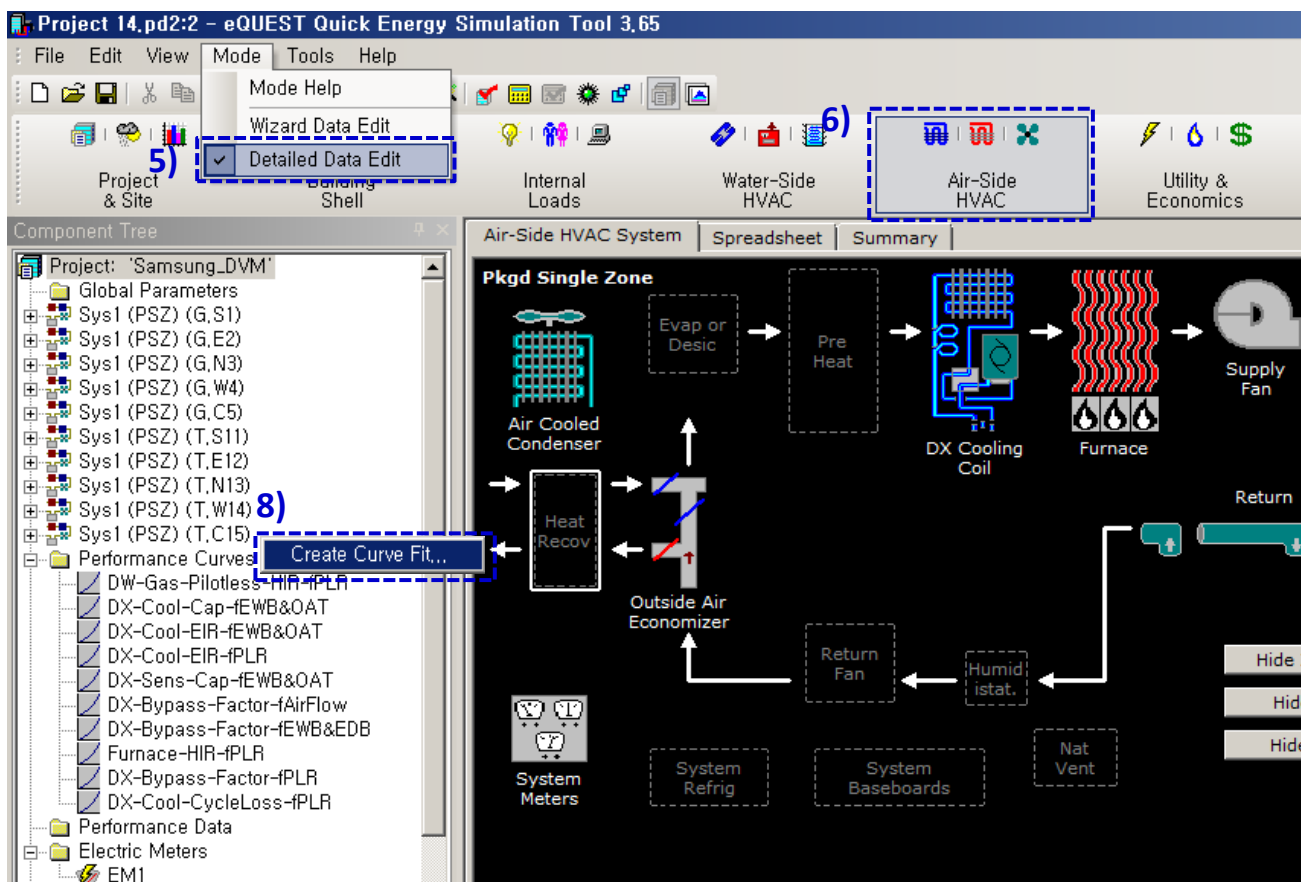 Project 14.pd2:2 - eQUEST Quick Energy Simulation Tool 3.65
File Edit View Mode Tools Help
Mode Help
Wizard Data Edit
5)
Detailed Data Edit
6)
Project
& Site
Building
Shell
Internal
Loads
Water-Side
HVAC
Air-Side
HVAC
Utility &
Economics
Component Tree
Project: 'Samsung_DVM'
Global Parameters
Sys1 (PSZ) (G.S1)
Sys1 (PSZ) (G.E2)
Sys1 (PSZ) (G.N3)
Sys1 (PSZ) (G.W4)
Sys1 (PSZ) (G.C5)
Sys1 (PSZ) (T.S11)
Sys1 (PSZ) (T.E12)
Sys1 (PSZ) (T.N13)
Sys1 (PSZ) (T.W14)
Sys1 (PSZ) (T.C15)
8)
Performance Curves
Create Curve Fit...
DW-Gas-Pilotless-HIR-fPLR
DX-Cool-Cap-fEWB&OAT
DX-Cool-EIR-fEWB&OAT
DX-Cool-EIR-fPLR
DX-Sens-Cap-fEWB&OAT
DX-Bypass-Factor-fAirFlow
DX-Bypass-Factor-fEWB&EDB
Furnace-HIR-fPLR
DX-Bypass-Factor-fPLR
DX-Cool-CycleLoss-fPLR
Performance Data
Electric Meters
EM1
Air-Side HVAC System Spreadsheet Summary
Pkgd Single Zone
Air Cooled
Condenser
Evap or
Desic
Pre
Heat
DX Cooling
Coil
Furnace
Supply
Fan
Heat
Recov
Outside Air
Economizer
Return
Return
Fan
Humid
istat.
Hide
Hid
Hide
System
Meters
System
Refrig
System
Baseboards
Nat
Vent